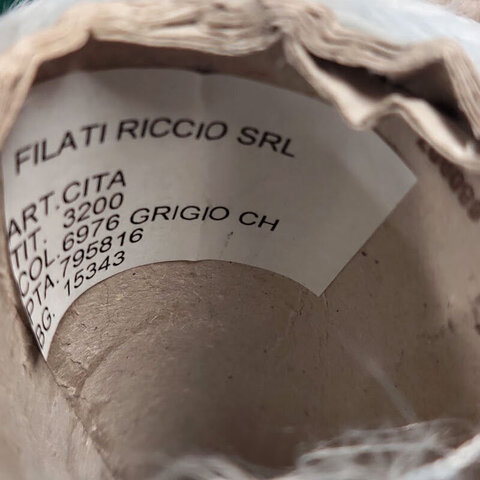 FILATI RICCIO SRL
ART. CITA
TIT. 3200
COL. 6976 GRIGIO CH
PTA. 795816
BG. 15343